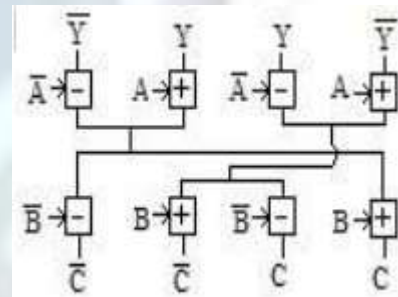 Y̅ Y Y Y̅
A̅ - A + A̅ - A +
B̅ - B + B̅ - B +
C̅ C̅ C C